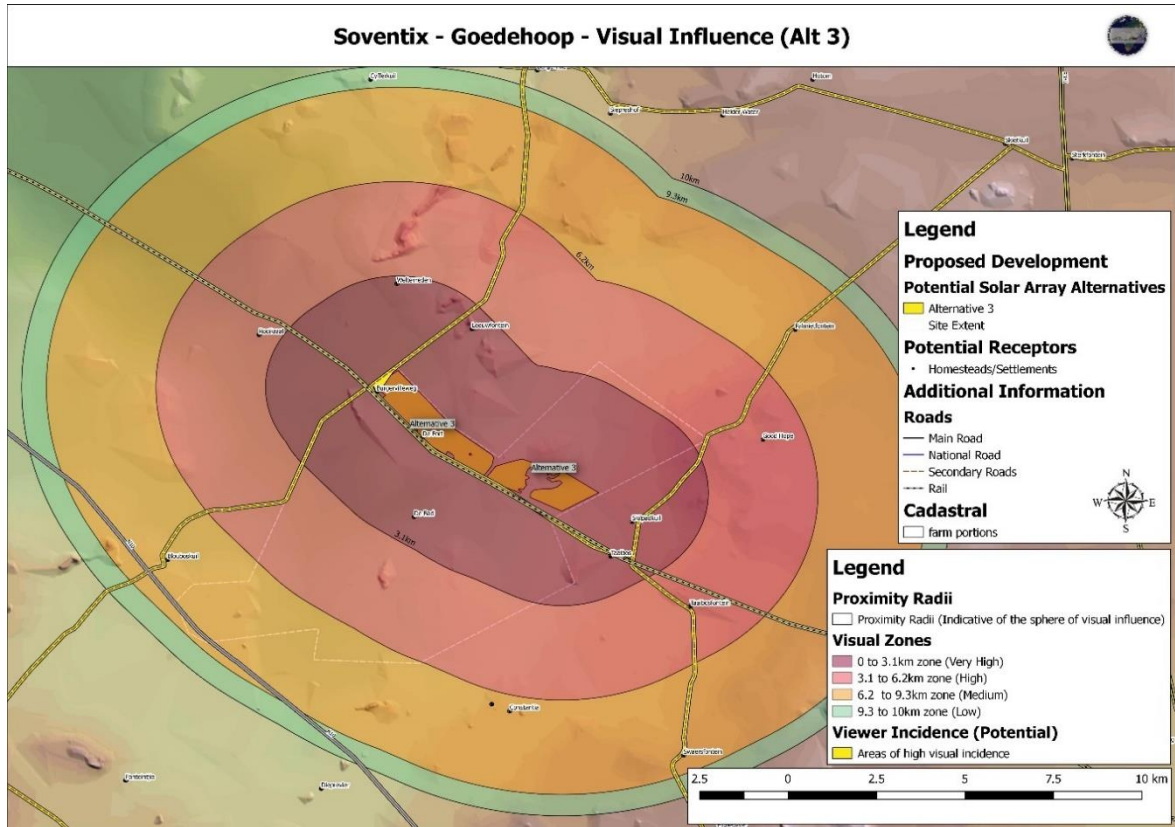 Soventix - Goedehoop - Visual Influence (Alt 3)
10km
9.3km
6.2km
Leeuwfontein
Burgervilleweg
Alternative 3
Alternative 3
Good Hope
3.1km
Taaibos
Constantia
Legend
Proposed Development
Potential Solar Array Alternatives
Alternative 3
Site Extent
Potential Receptors
Homesteads/Settlements
Additional Information
Roads
Main Road
National Road
Secondary Roads
Rail
Cadastral
farm portions
N
W
E
S
Legend
Proximity Radii
Proximity Radii (Indicative of the sphere of visual influence)
Visual Zones
0 to 3.1km zone (Very High)
3.1 to 6.2km zone (High)
6.2 to 9.3km zone (Medium)
9.3 to 10km zone (Low)
Viewer Incidence (Potential)
Areas of high visual incidence
2.5 0 2.5 5 7.5 10 km